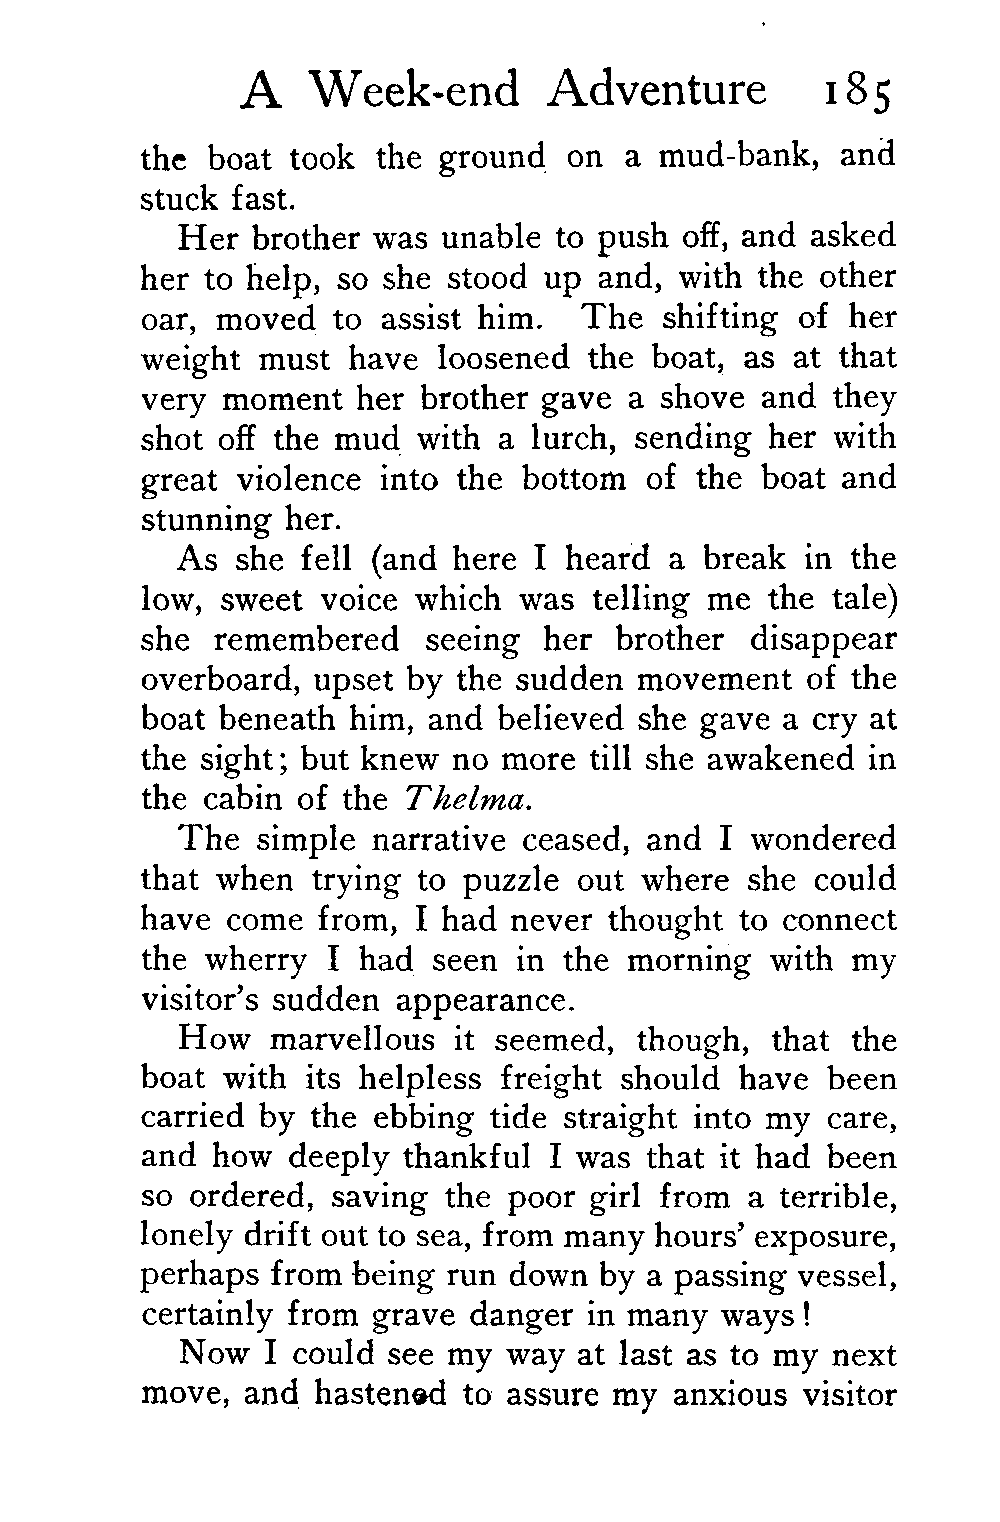 A Week-end Adventure 185
the boat took the ground on a mud-bank, and
stuck fast.
Her brother was unable to push off, and asked
her to help, so she stood up and, with the other
oar, moved to assist him. The shifting of her
weight must have loosened the boat, as at that
very moment her brother gave a shove and they
shot off the mud with a lurch, sending her with
great violence into the bottom of the boat and
stunning her.
As she fell (and here I heard a break in the
low, sweet voice which was telling me the tale)
she remembered seeing her brother disappear
overboard, upset by the sudden movement of the
boat beneath him, and believed she gave a cry at
the sight; but knew no more till she awakened in
the cabin of the Thelma.
The simple narrative ceased, and I wondered
that when trying to puzzle out where she could
have come from, I had never thought to connect
the wherry I had seen in the morning with my
visitor's sudden appearance.
How marvellous it seemed, though, that the
boat with its helpless freight should have been
carried by the ebbing tide straight into my care,
and how deeply thankful I was that it had been
so ordered, saving the poor girl from a terrible,
lonely drift out to sea, from many hours' exposure,
perhaps from being run down by a passing vessel,
certainly from grave danger in many ways!
Now I could see my way at last as to my next
move, and hastened to assure my anxious visitor